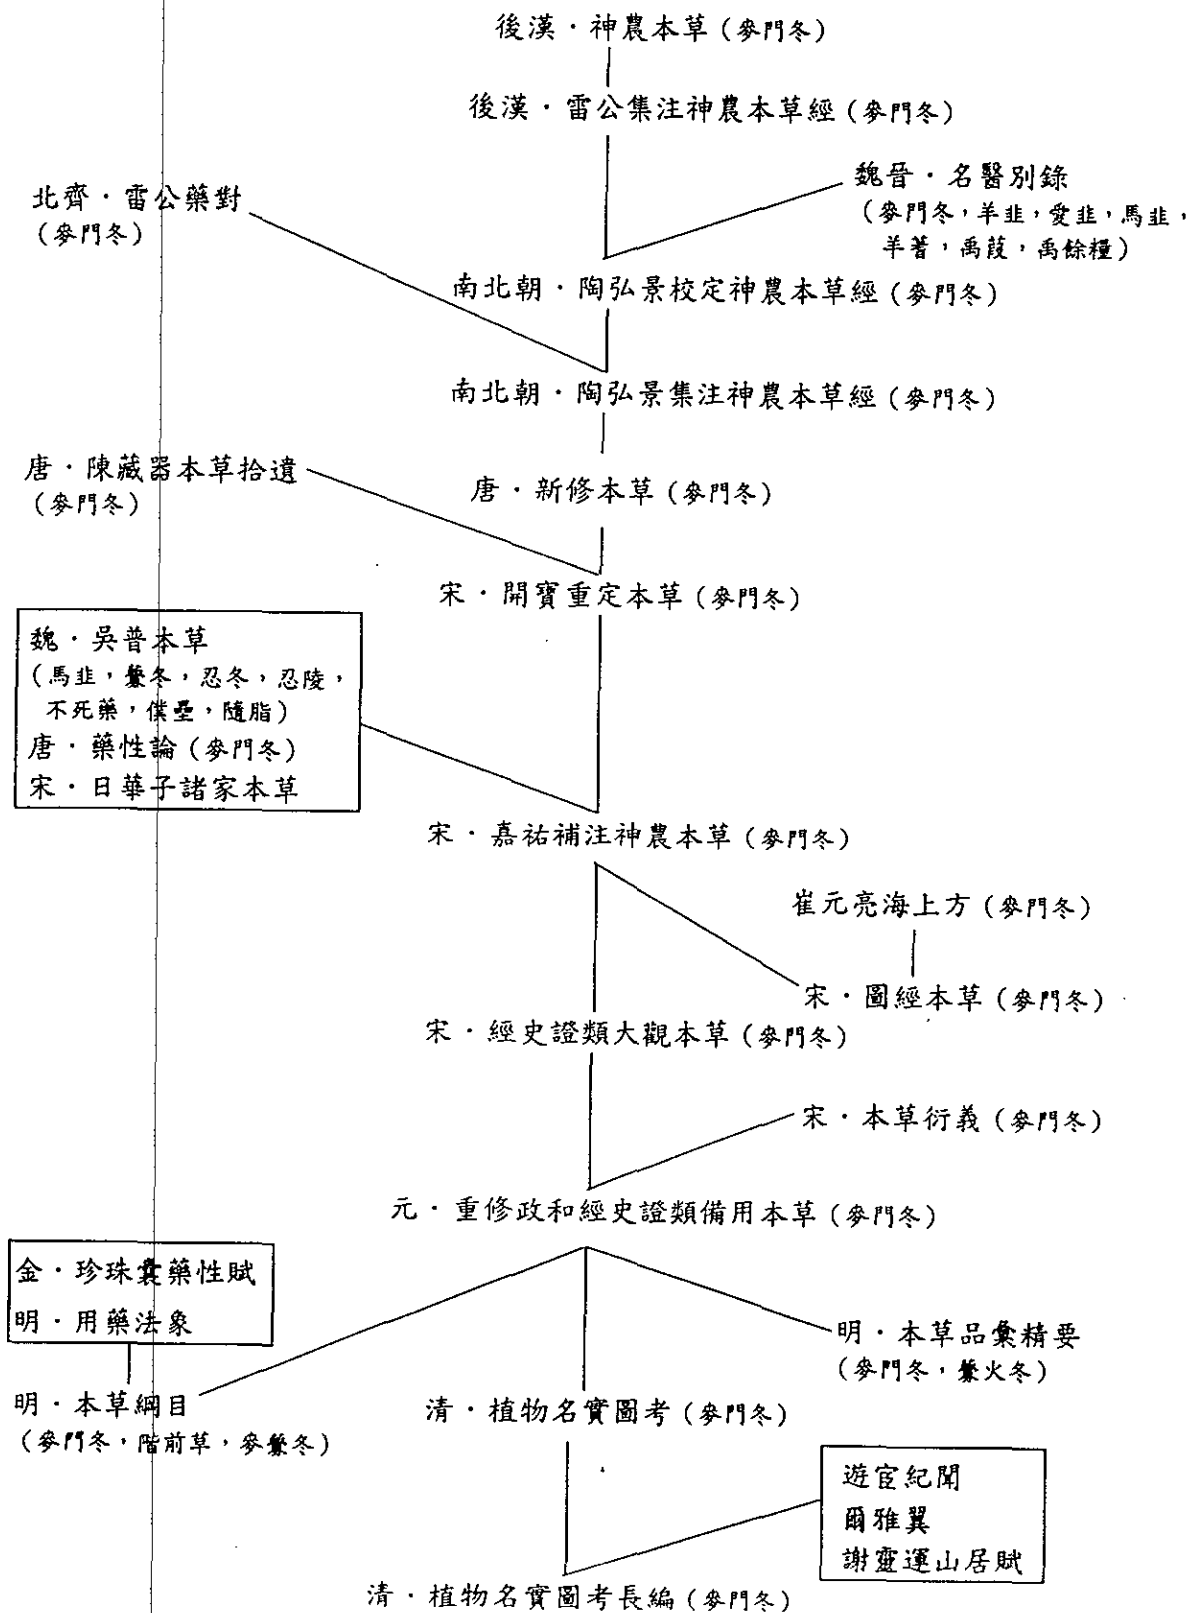 後漢・神農本草(麥門冬)
後漢・雷公集注神農本草經(麥門冬)
魏晉・名醫別錄
(麥門冬,羊韭,愛韭,馬韭,
羊蓍,禹葭,禹餘糧)
北齊・雷公藥對
(麥門冬)
南北朝・陶弘景校定神農本草經(麥門冬)
南北朝・陶弘景集注神農本草經(麥門冬)
唐・陳藏器本草拾遺
(麥門冬)
唐・新修本草(麥門冬)
宋・開寶重定本草(麥門冬)
魏・吳普本草
(馬韭,虋冬,忍冬,忍陵,
不死藥,僕壘,隨脂)
唐・藥性論(麥門冬)
宋・日華子諸家本草
宋・嘉祐補注神農本草(麥門冬)
崔元亮海上方(麥門冬)
宋・圖經本草(麥門冬)
宋・經史證類大觀本草(麥門冬)
宋・本草衍義(麥門冬)
元・重修政和經史證類備用本草(麥門冬)
金・珍珠囊藥性賦
明・用藥法象
明・本草品彙精要
(麥門冬,虋火冬)
明・本草綱目
(麥門冬,階前草,麥虋冬)
清・植物名實圖考(麥門冬)
遊宦紀聞
爾雅翼
謝靈運山居賦
清・植物名實圖考長編(麥門冬)